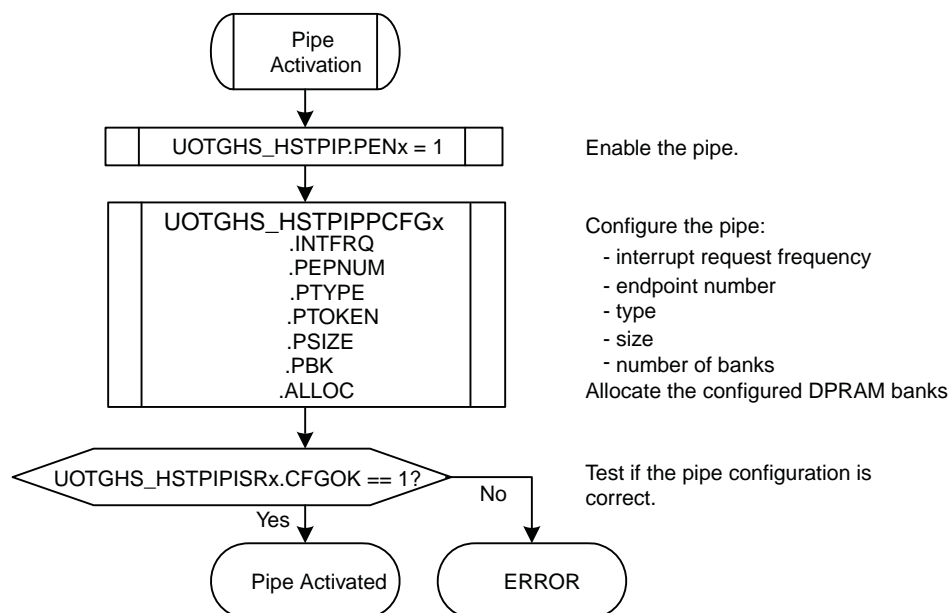 Pipe
Activation
UOTGHS_HSTPIP.PENx = 1
Enable the pipe.
UOTGHS_HSTPIPPCFGx
.INTFRQ
.PEPNUM
.PTYPE
.PTOKEN
.PSIZE
.PBK
.ALLOC
Configure the pipe:
- interrupt request frequency
- endpoint number
- type
- size
- number of banks
Allocate the configured DPRAM banks
UOTGHS_HSTPIPISRx.CFGOK == 1?
Test if the pipe configuration is
correct.
No
Yes
Pipe Activated
ERROR